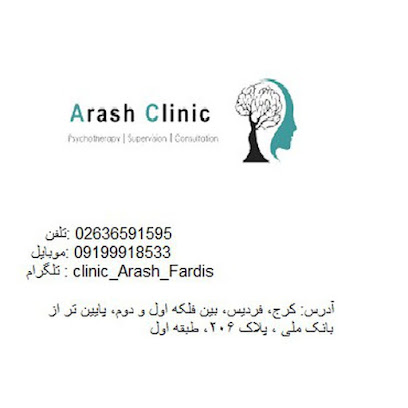 Arash Clinic
Psychotherapy | Supervision | Consultation
تلفن: 02636591595
موبایل: 09199918533
تلگرام : clinic_Arash_Fardis
آدرس: کرج، فردیس، بین فلکه اول و دوم، پایین تر از
بانک ملی ، پلاک ۲۰۶، طبقه اول